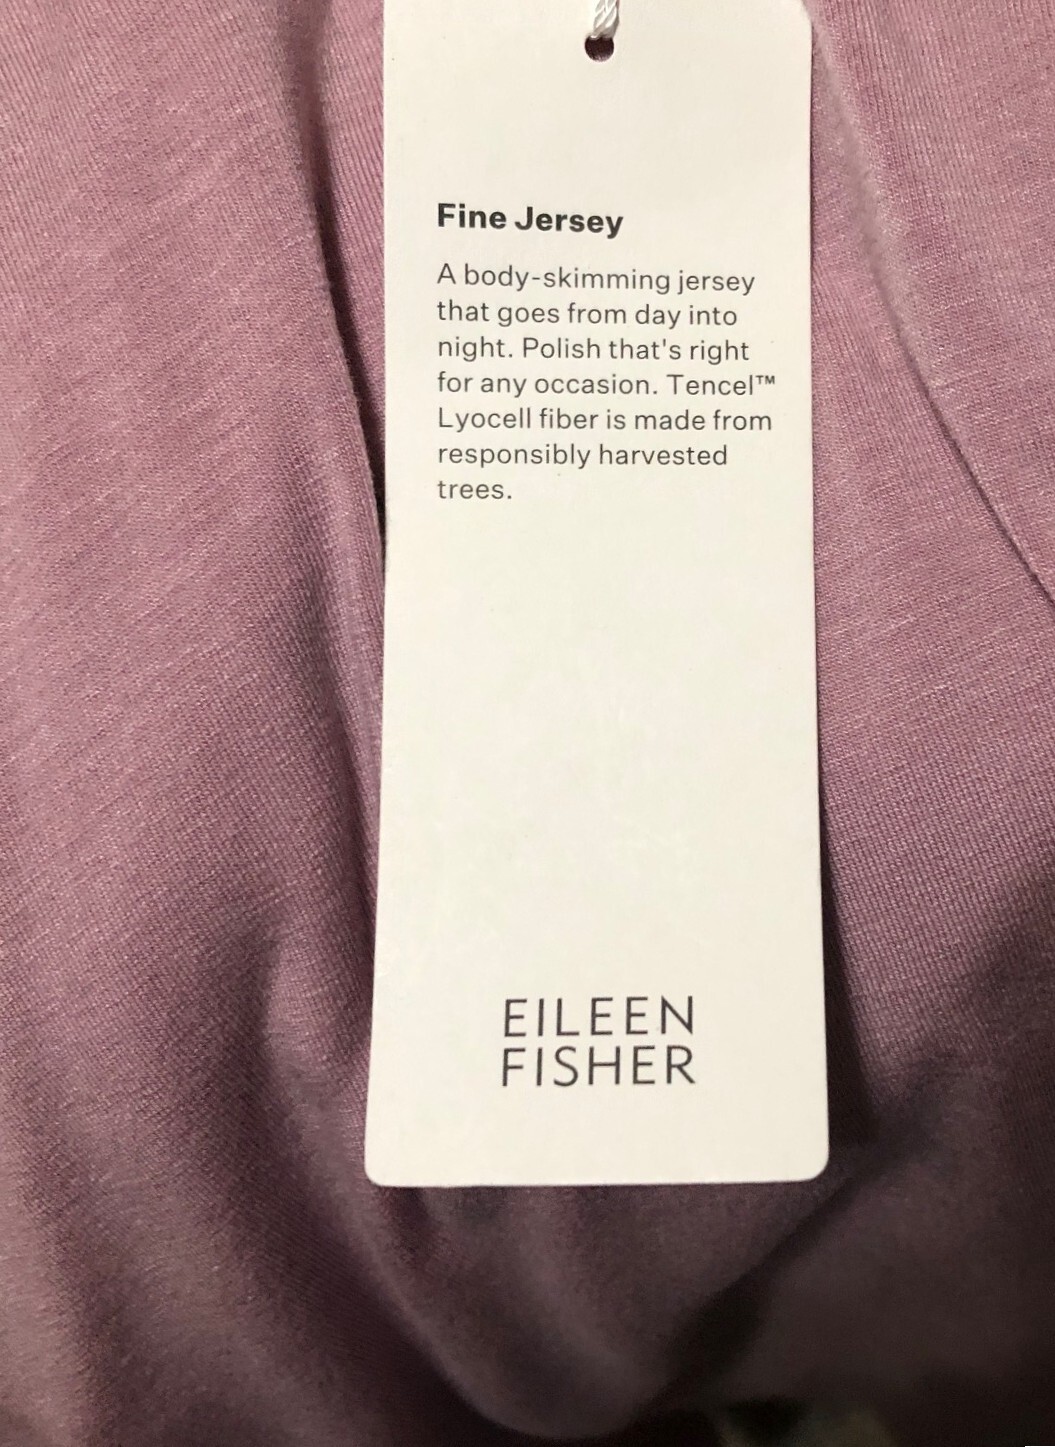 Fine Jersey
A body-skimming jersey
that goes from day into
night. Polish that's right
for any occasion. Tencel™
Lyocell fiber is made from
responsibly harvested
trees.
EILEEN
FISHER